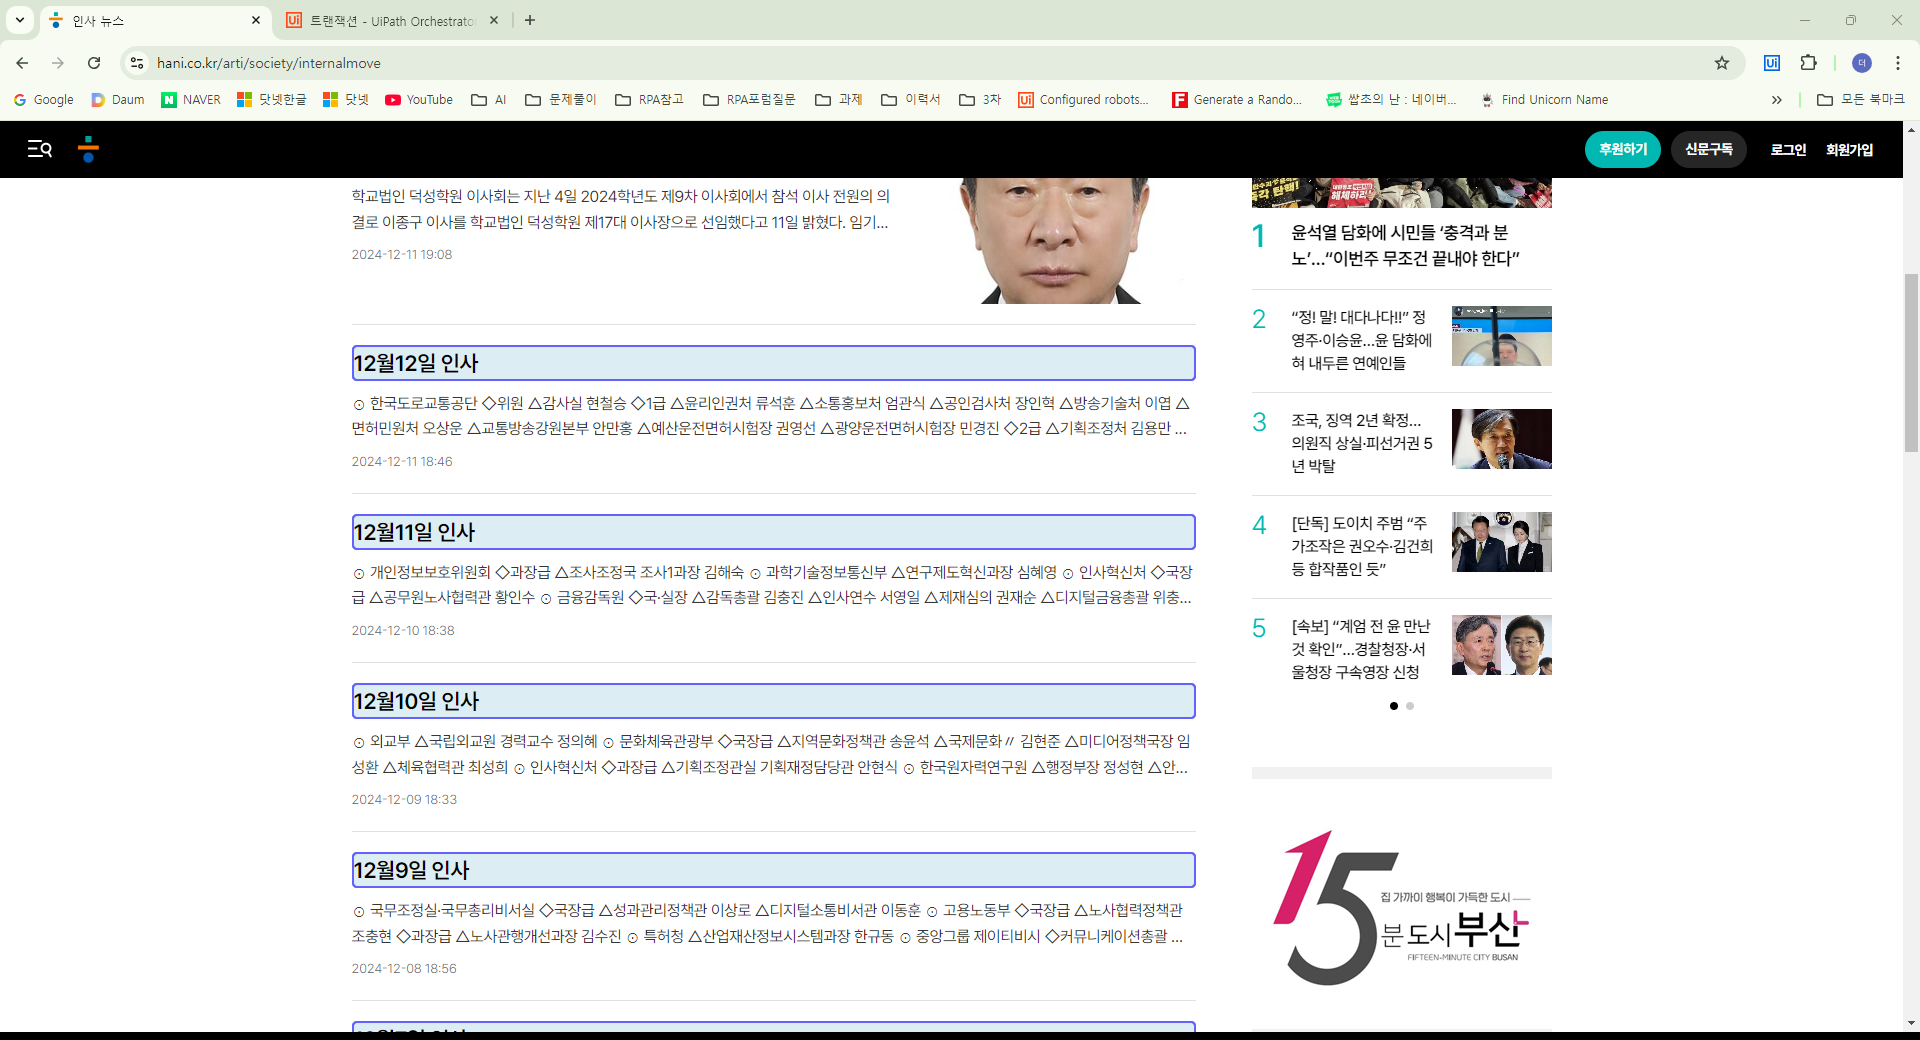 인사 뉴스
트랜잭션 - UiPath Orchestrato
hani.co.kr/arti/society/internalmove
Google
Daum
NAVER
닷넷한글
닷넷
YouTube
AI
문제풀이
RPA참고
RPA포럼질문
과제
이력서
3차
Configured robots...
Generate a Rando...
쌉초의 난 : 네이버...
Find Unicorn Name
모든 북마크
후원하기
신문구독
로그인
회원가입
학교법인 덕성학원 이사회는 지난 4일 2024학년도 제9차 이사회에서 참석 이사 전원의 의
결로 이종구 이사를 학교법인 덕성학원 제17대 이사장으로 선임했다고 11일 밝혔다. 임기...
2024-12-11 19:08
12월12일 인사
⊙ 한국도로교통공단 ◇위원 △감사실 현철승 ◇1급 △윤리인권처 류석훈 △소통홍보처 엄관식 △공인검사처 장인혁 △방송기술처 이엽 △
면허민원처 오상운 △교통방송강원본부 안만홍 △예산운전면허시험장 권영선 △광양운전면허시험장 민경진 ◇2급 △기획조정처 김용만 ...
2024-12-11 18:46
12월11일 인사
⊙ 개인정보보호위원회 ◇과장급 △조사조정국 조사1과장 김해숙 ⊙ 과학기술정보통신부 △연구제도혁신과장 심혜영 ⊙ 인사혁신처 ◇국장
급 △공무원노사협력관 황인수 ⊙ 금융감독원 ◇국·실장 △감독총괄 김충진 △인사연수 서영일 △제재심의 권재순 △디지털금융총괄 위충...
2024-12-10 18:38
12월10일 인사
⊙ 외교부 △국립외교원 경력교수 정의혜 ⊙ 문화체육관광부 ◇국장급 △지역문화정책관 송윤석 △국제문화〃 김현준 △미디어정책국장 임
성환 △체육협력관 최성희 ⊙ 인사혁신처 ◇과장급 △기획조정관실 기획재정담당관 안현식 ⊙ 한국원자력연구원 △행정부장 정성현 △안...
2024-12-09 18:33
12월9일 인사
⊙ 국무조정실·국무총리비서실 ◇국장급 △성과관리정책관 이상로 △디지털소통비서관 이동훈 ⊙ 고용노동부 ◇국장급 △노사협력정책관
조충현 ◇과장급 △노사관행개선과장 김수진 ⊙ 특허청 △산업재산정보시스템과장 한규동 ⊙ 중앙그룹 제이티비시 ◇커뮤니케이션총괄 ...
2024-12-08 18:56
1
윤석열 담화에 시민들 ‘충격과 분
노’…“이번주 무조건 끝내야 한다”
2
“정! 말! 대다나다!!” 정
영주·이승윤…윤 담화에
혀 내두른 연예인들
3
조국, 징역 2년 확정…
의원직 상실·피선거권 5
년 박탈
4
[단독] 도이치 주범 “주
가조작은 권오수·김건희
등 합작품인 듯”
5
[속보] “계엄 전 윤 만난
것 확인”…경찰청장·서
울청장 구속영장 신청
집 가까이 행복이 가득한 도시
15분 도시 부산
FIFTEEN-MINUTE CITY BUSAN